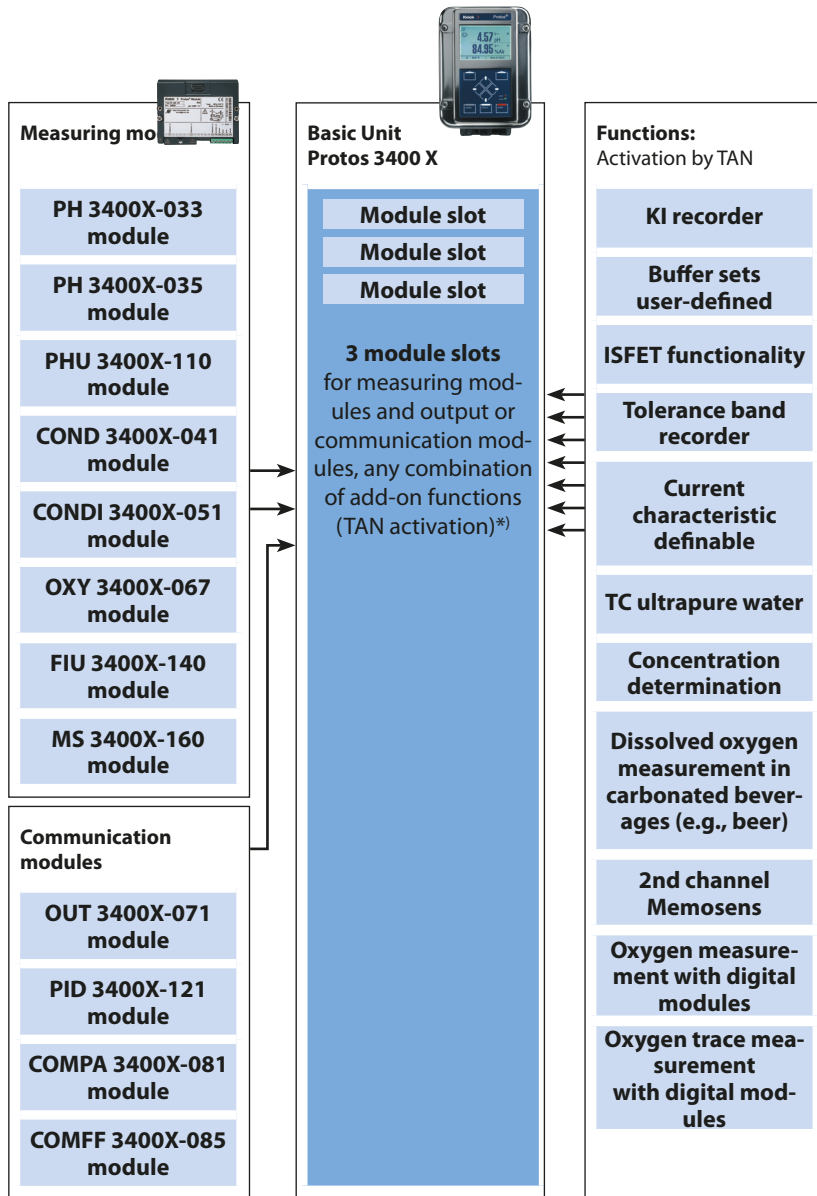 4.57 pH
84.95 %Air
Measuring mo
PH 3400X-033
module
PH 3400X-035
module
PHU 3400X-110
module
COND 3400X-041
module
CONDI 3400X-051
module
OXY 3400X-067
module
FIU 3400X-140
module
MS 3400X-160
module
Communication
modules
OUT 3400X-071
module
PID 3400X-121
module
COMPA 3400X-081
module
COMFF 3400X-085
module
Basic Unit
Protos 3400 X
Module slot
Module slot
Module slot
3 module slots
for measuring mod-
ules and output or
communication mod-
ules, any combination
of add-on functions
(TAN activation)*)
Functions:
Activation by TAN
KI recorder
Buffer sets
user-defined
ISFET functionality
Tolerance band
recorder
Current
characteristic
definable
TC ultrapure water
Concentration
determination
Dissolved oxygen
measurement in
carbonated bever-
ages (e.g., beer)
2nd channel
Memosens
Oxygen measure-
ment with digital
modules
Oxygen trace mea-
surement
with digital mod-
ules